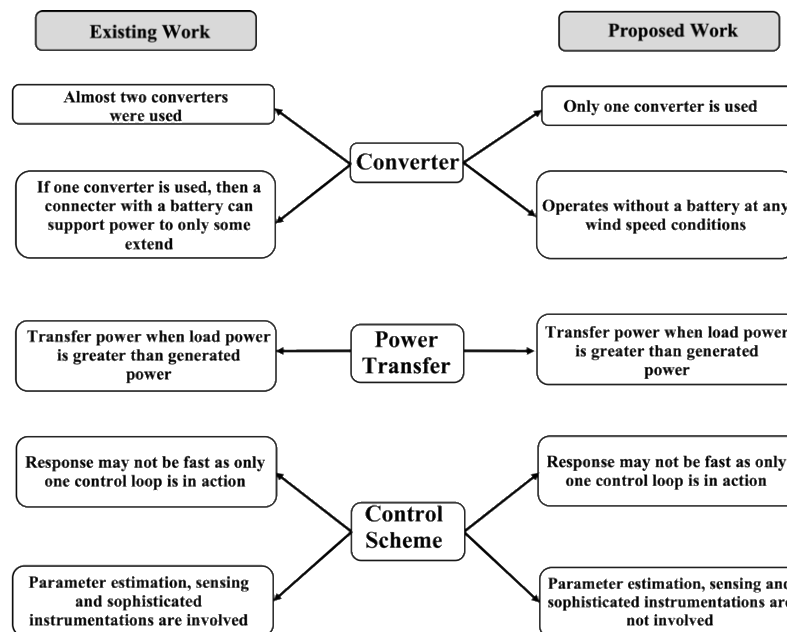 Existing Work
Proposed Work
Almost two converters
were used
Only one converter is used
Converter
If one converter is used, then a
connecter with a battery can
support power to only some
extend
Operates without a battery at any
wind speed conditions
Transfer power when load power
is greater than generated
power
Power
Transfer
Transfer power when load power
is greater than generated
power
Response may not be fast as only
one control loop is in action
Response may not be fast as only
one control loop is in action
Control
Scheme
Parameter estimation, sensing
and sophisticated
instrumentations are involved
Parameter estimation, sensing and
sophisticated instrumentations are
not involved